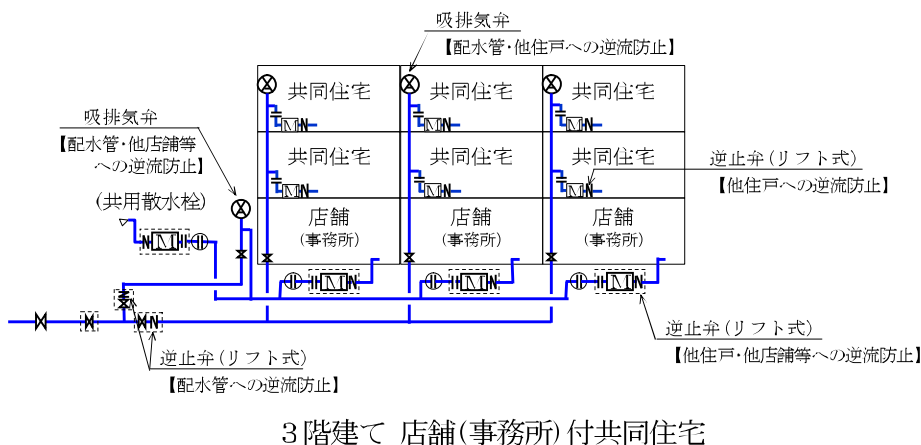 吸排気弁
【配水管・他住戸への逆流防止】
吸排気弁
【配水管・他店舗等
への逆流防止】
(共用散水栓)
共同住宅
共同住宅
共同住宅
共同住宅
共同住宅
共同住宅
逆止弁(リフト式)
【他住戸への逆流防止】
店舗
(事務所)
店舗
(事務所)
店舗
(事務所)
逆止弁(リフト式)
【他住戸・他店舗等への逆流防止】
逆止弁(リフト式)
【配水管への逆流防止】
3階建て 店舗(事務所)付共同住宅